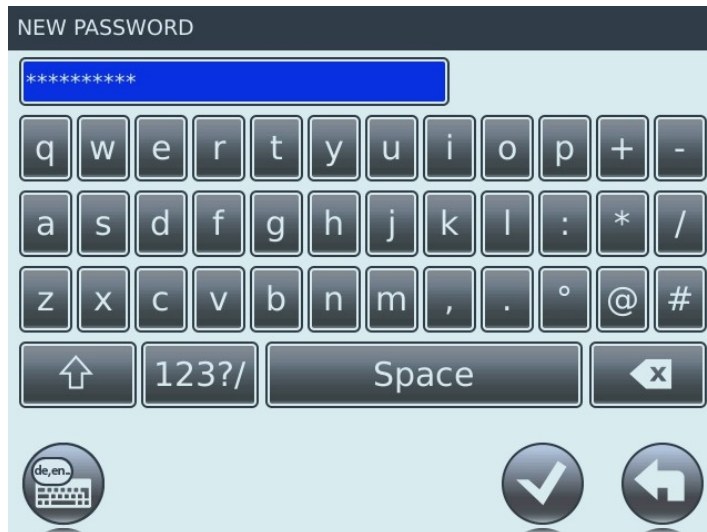 NEW PASSWORD
**********
q w e r t y u i o p + -
a s d f g h j k l : * /
z x c v b n m , . ° @ #
123?/ Space x
de,en..